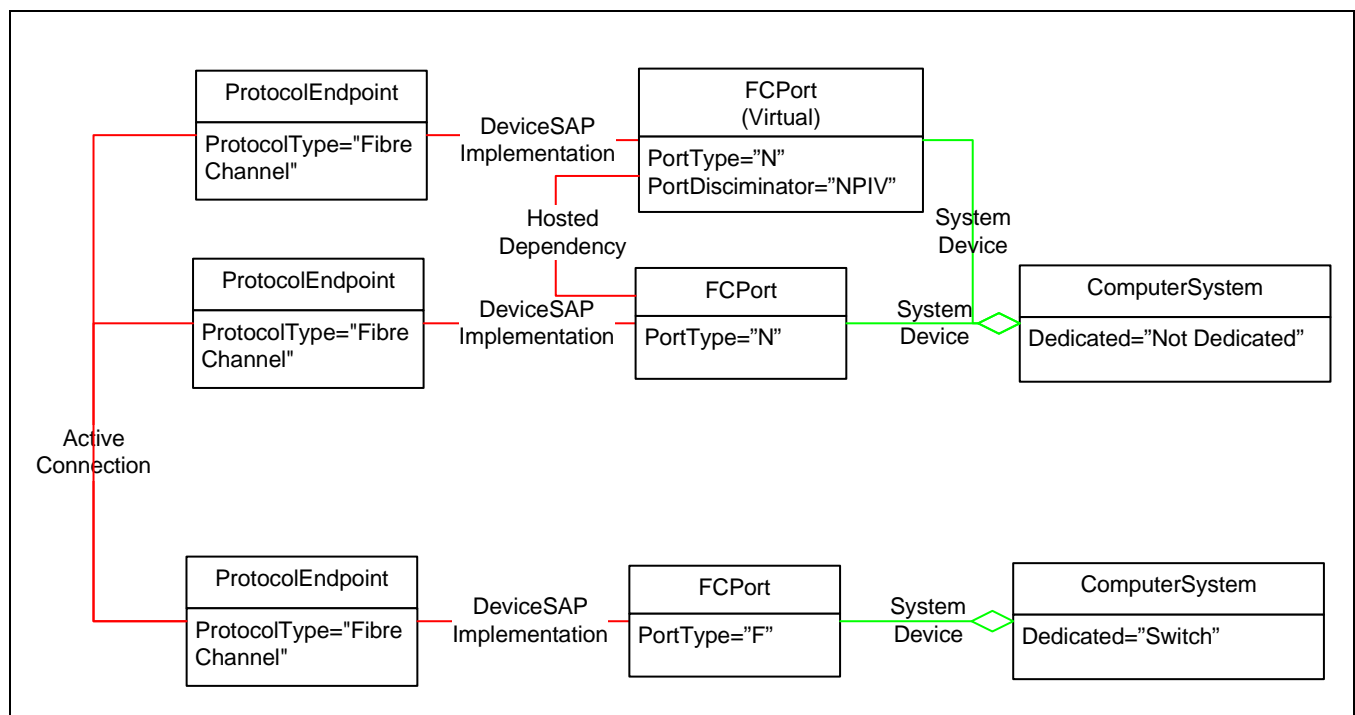 ProtocolEndpoint
ProtocolType="Fibre
Channel"
DeviceSAP
Implementation
FCPort
(Virtual)
PortType=”N”
PortDisciminator=”NPIV”
Hosted
Dependency
System
Device
ProtocolEndpoint
ProtocolType="Fibre
Channel"
DeviceSAP
Implementation
FCPort
PortType=”N”
System
Device
ComputerSystem
Dedicated=”Not Dedicated”
Active
Connection
ProtocolEndpoint
ProtocolType="Fibre
Channel"
DeviceSAP
Implementation
FCPort
PortType=”F”
System
Device
ComputerSystem
Dedicated=”Switch”